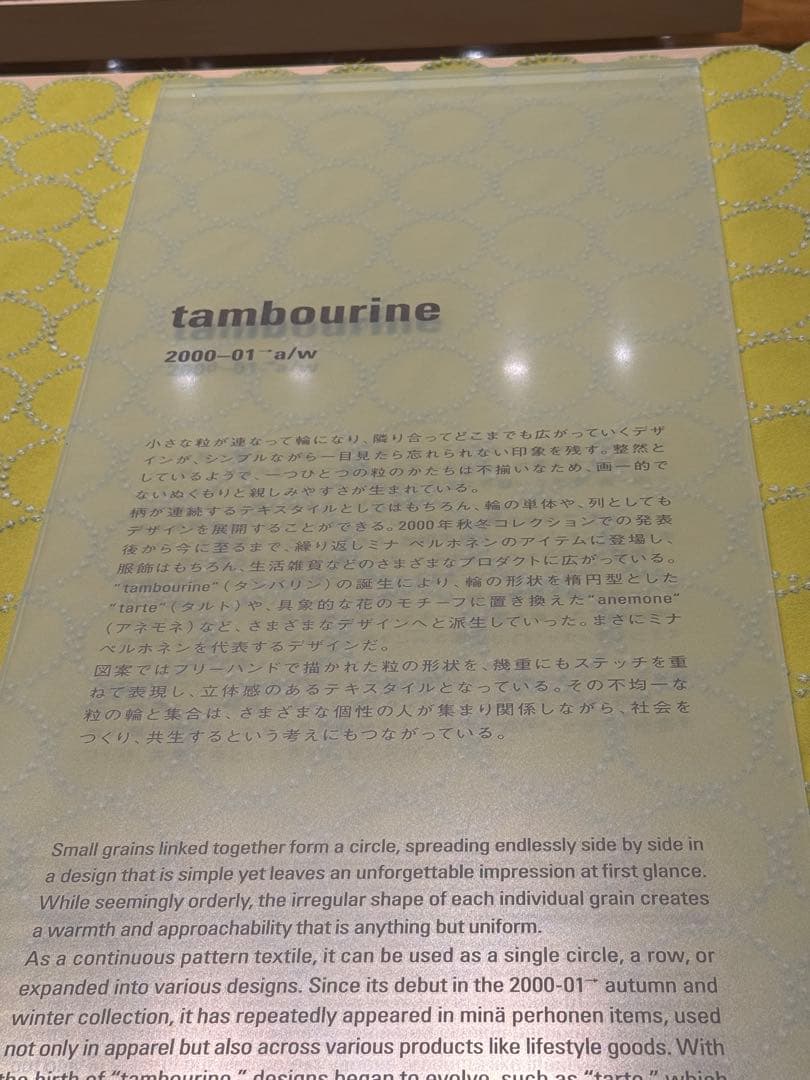 tambourine
2000–01→a/w
小さな粒が連なって輪になり、隣り合ってどこまでも広がっていくデザ
インが、シンプルながら一目見たら忘れられない印象を残す。整然と
しているようで、一つひとつの粒のかたちは不揃いなため、画一的で
ないぬくもりと親しみやすさが生まれている。
柄が連続するテキスタイルとしてはもちろん、輪の単体や、列としても
デザインを展開することができる。2000年秋冬コレクションでの発表
後から今に至るまで、繰り返しミナ ペルホネンのアイテムに登場し、
服飾はもちろん、生活雑貨などのさまざまなプロダクトに広がっている。
“tambourine”（タンバリン）の誕生により、輪の形状を楕円型とした
“tarte”（タルト）や、具象的な花のモチーフに置き換えた“anemone”
（アネモネ）など、さまざまなデザインへと派生していった。まさにミナ
ペルホネンを代表するデザインだ。
図案ではフリーハンドで描かれた粒の形状を、幾重にもステッチを重
ねて表現し、立体感のあるテキスタイルとなっている。その不均一な
粒の輪と集合は、さまざまな個性の人が集まり関係しながら、社会を
つくり、共生するという考えにもつながっている。
Small grains linked together form a circle, spreading endlessly side by side in
a design that is simple yet leaves an unforgettable impression at first glance.
While seemingly orderly, the irregular shape of each individual grain creates
a warmth and approachability that is anything but uniform.
As a continuous pattern textile, it can be used as a single circle, a row, or
expanded into various designs. Since its debut in the 2000-01→ autumn and
winter collection, it has repeatedly appeared in minä perhonen items, used
not only in apparel but also across various products like lifestyle goods. With
the birth of “tambourine,” designs began to evolve, such as “tarte,” which